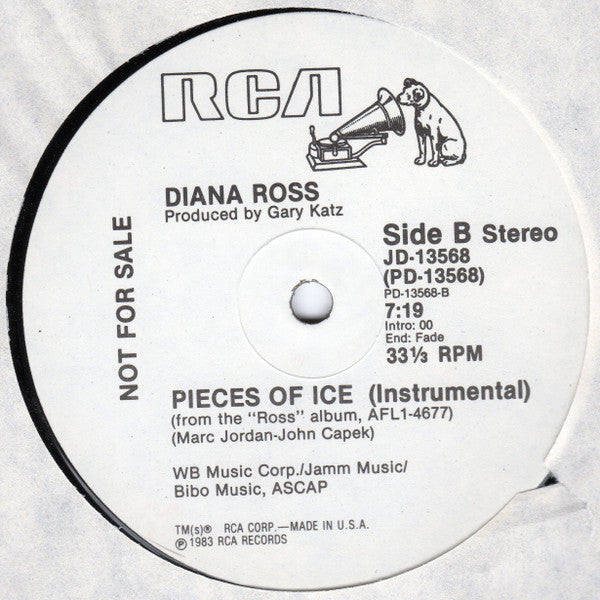 RCA
DIANA ROSS
Produced by Gary Katz
NOT FOR SALE
Side B Stereo
JD-13568
(PD-13568)
PD-13568-B
7:19
Intro: 00
End: Fade
33⅓ RPM
PIECES OF ICE (Instrumental)
(from the "Ross" album, AFL1-4677)
(Marc Jordan-John Capek)
WB Music Corp./Jamm Music/
Bibo Music, ASCAP
TM(s)® RCA CORP.—MADE IN U.S.A.
℗ 1983 RCA RECORDS